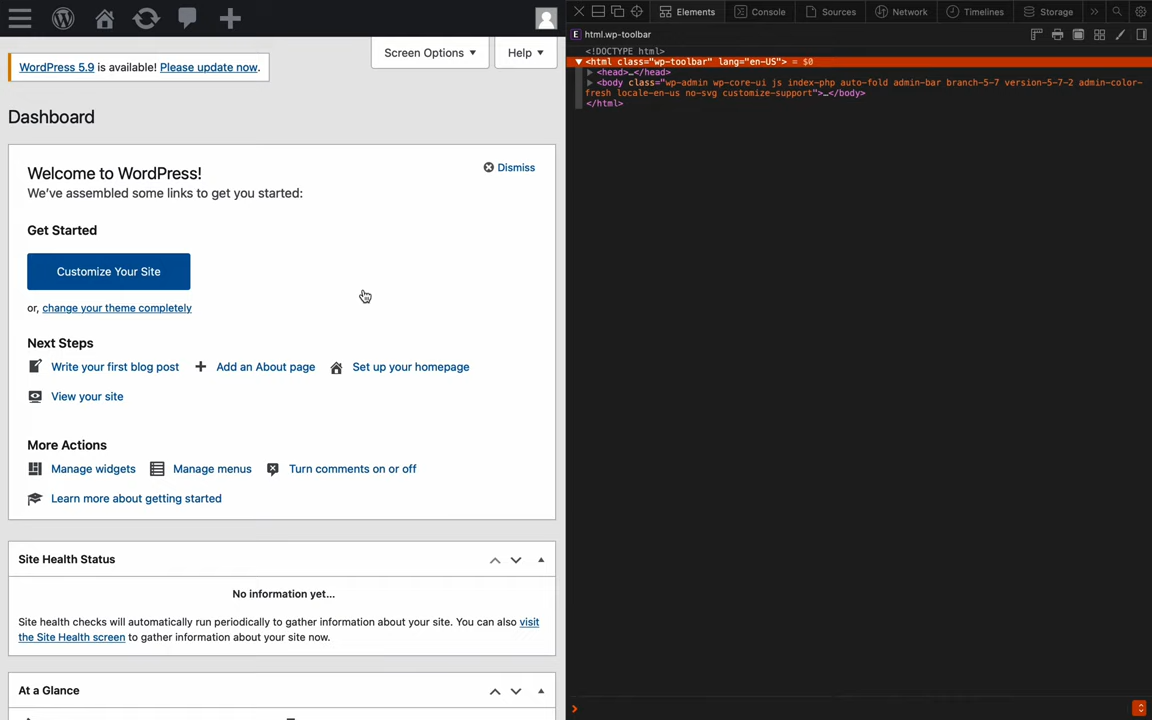 Elements
Console
Sources
Network
Timelines
Storage
Screen Options
Help
E html.wp-toolbar
WordPress 5.9 is available! Please update now.
<!DOCTYPE html>
<html class="wp-toolbar" lang="en-US"> = $0
<head>…</head>
<body class="wp-admin wp-core-ui js index-php auto-fold admin-bar branch-5-7 version-5-7-2 admin-color-
fresh locale-en-us no-svg customize-support">…</body>
</html>
Dashboard
Welcome to WordPress!
Dismiss
We've assembled some links to get you started:
Get Started
Customize Your Site
or, change your theme completely
Next Steps
Write your first blog post
Add an About page
Set up your homepage
View your site
More Actions
Manage widgets
Manage menus
Turn comments on or off
Learn more about getting started
Site Health Status
No information yet...
Site health checks will automatically run periodically to gather information about your site. You can also visit
the Site Health screen to gather information about your site now.
At a Glance